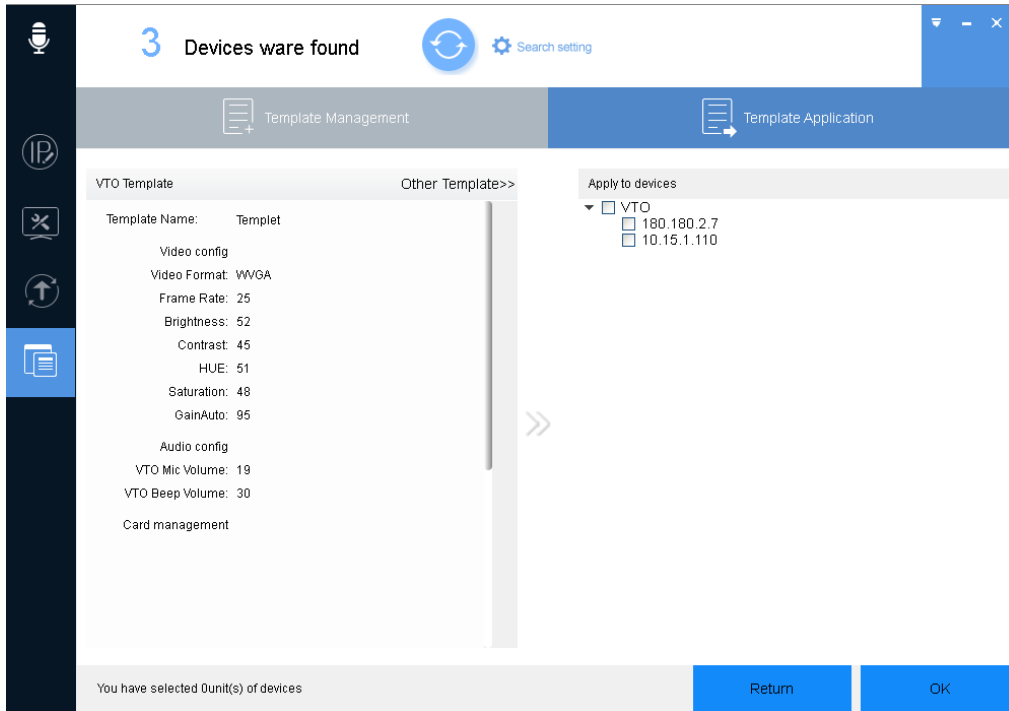 3 Devices ware found
Search setting
Template Management
Template Application
IP
VTO Template
Other Template>>
Template Name: Templet
Video config
Video Format: WVGA
Frame Rate: 25
Brightness: 52
Contrast: 45
HUE: 51
Saturation: 48
GainAuto: 95
Audio config
VTO Mic Volume: 19
VTO Beep Volume: 30
Card management
Apply to devices
VTO
180.180.2.7
10.15.1.110
You have selected 0unit(s) of devices
Return
OK